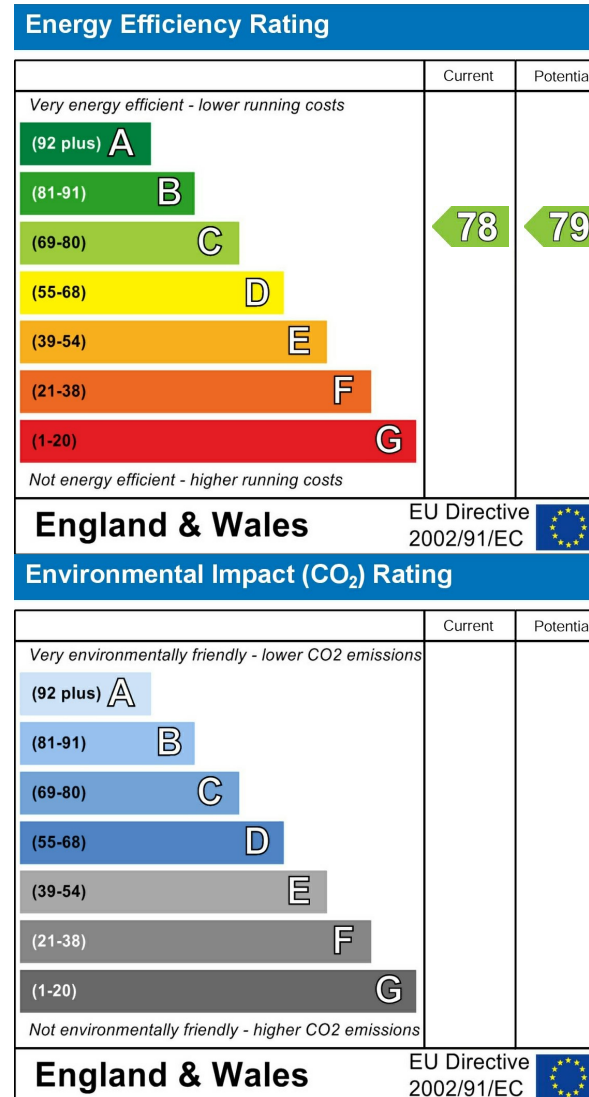 Energy Efficiency Rating
Current Potentia
Very energy efficient - lower running costs
(92 plus) A
(81-91) B
(69-80) C
78 79
(55-68) D
(39-54) E
(21-38) F
(1-20) G
Not energy efficient - higher running costs
England & Wales
EU Directive
2002/91/EC
Environmental Impact (CO₂) Rating
Current Potentia
Very environmentally friendly - lower CO2 emissions
(92 plus) A
(81-91) B
(69-80) C
(55-68) D
(39-54) E
(21-38) F
(1-20) G
Not environmentally friendly - higher CO2 emissions
England & Wales
EU Directive
2002/91/EC